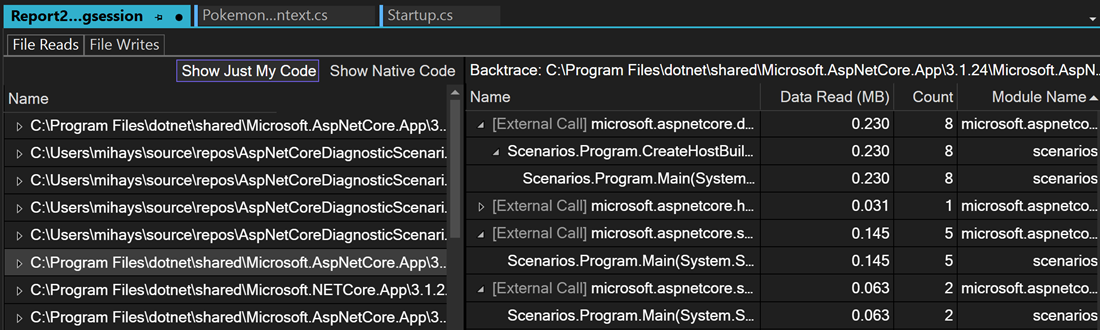 Report2...gsession
Pokemon...ntext.cs
Startup.cs
File Reads
File Writes
Show Just My Code
Show Native Code
Name
C:\Program Files\dotnet\shared\Microsoft.AspNetCore.App\3...
C:\Users\mihays\source\repos\AspNetCoreDiagnosticScenari...
C:\Users\mihays\source\repos\AspNetCoreDiagnosticScenari...
C:\Users\mihays\source\repos\AspNetCoreDiagnosticScenari...
C:\Users\mihays\source\repos\AspNetCoreDiagnosticScenari...
C:\Program Files\dotnet\shared\Microsoft.AspNetCore.App\3...
C:\Program Files\dotnet\shared\Microsoft.NETCore.App\3.1.2...
C:\Program Files\dotnet\shared\Microsoft.AspNetCore.App\3...
Backtrace: C:\Program Files\dotnet\shared\Microsoft.AspNetCore.App\3.1.24\Microsoft.AspN...
Name Data Read (MB) Count Module Name
[External Call] microsoft.aspnetcore.d... 0.230 8 microsoft.aspnetco...
Scenarios.Program.CreateHostBuil... 0.230 8 scenarios
Scenarios.Program.Main(System.... 0.230 8 scenarios
[External Call] microsoft.aspnetcore.h... 0.031 1 microsoft.aspnetco...
[External Call] microsoft.aspnetcore.s... 0.145 5 microsoft.aspnetco...
Scenarios.Program.Main(System.S... 0.145 5 scenarios
[External Call] microsoft.aspnetcore.s... 0.063 2 microsoft.aspnetco...
Scenarios.Program.Main(System.S... 0.063 2 scenarios